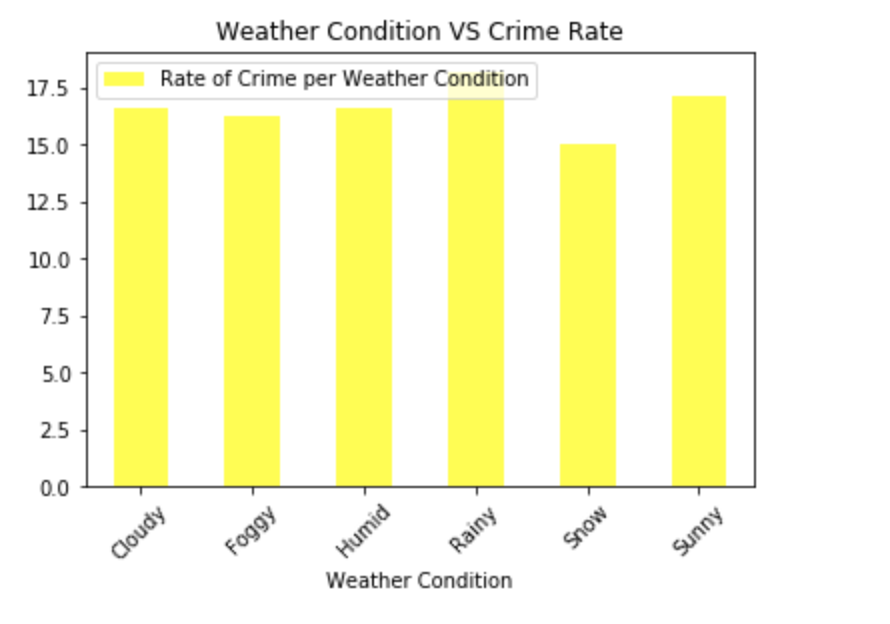 Weather Condition VS Crime Rate
Rate of Crime per Weather Condition
17.5
15.0
12.5
10.0
7.5
5.0
2.5
0.0
Cloudy
Foggy
Humid
Rainy
Snow
Sunny
Weather Condition